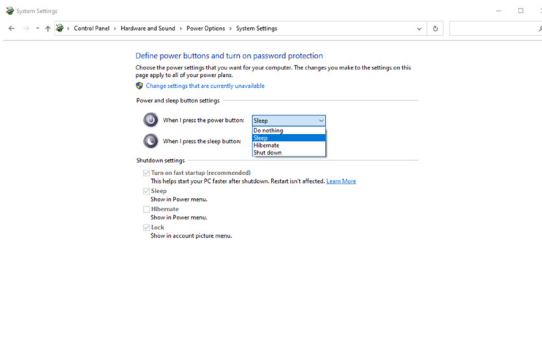 System Settings
Control Panel > Hardware and Sound > Power Options > System Settings
Define power buttons and turn on password protection
Choose the power settings that you want for your computer. The changes you make to the settings on this
page apply to all of your power plans.
Change settings that are currently unavailable
Power and sleep button settings
When I press the power button: Sleep
Do nothing
Sleep
Hibernate
Shut down
When I press the sleep button:
Shutdown settings
Turn on fast startup (recommended)
This helps start your PC faster after shutdown. Restart isn't affected. Learn More
Sleep
Show in Power menu.
Hibernate
Show in Power menu.
Lock
Show in account picture menu.